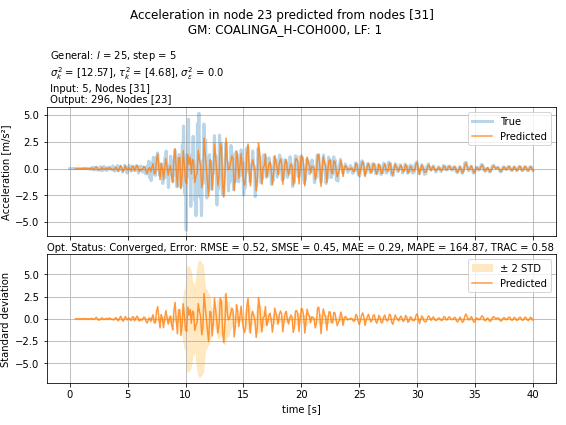 Acceleration in node 23 predicted from nodes [31]
GM: COALINGA_H-COH000, LF: 1
General: l = 25, step = 5
σ²ₖ = [12.57], τ²ₖ = [4.68], σ²ε = 0.0
Input: 5, Nodes [31]
Output: 296, Nodes [23]
Acceleration [m/s²]
5.0
2.5
0.0
−2.5
−5.0
True
Predicted
Opt. Status: Converged, Error: RMSE = 0.52, SMSE = 0.45, MAE = 0.29, MAPE = 164.87, TRAC = 0.58
Standard deviation
5.0
2.5
0.0
−2.5
−5.0
± 2 STD
Predicted
0 5 10 15 20 25 30 35 40
time [s]